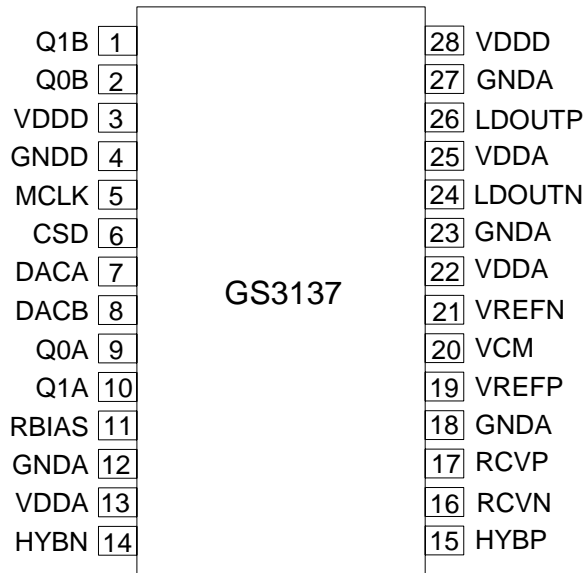 Q1B 1 28 VDDD
Q0B 2 27 GNDA
VDDD 3 26 LDOUTP
GNDD 4 25 VDDA
MCLK 5 24 LDOUTN
CSD 6 23 GNDA
DACA 7 22 VDDA
GS3137
DACB 8 21 VREFN
Q0A 9 20 VCM
Q1A 10 19 VREFP
RBIAS 11 18 GNDA
GNDA 12 17 RCVP
VDDA 13 16 RCVN
HYBN 14 15 HYBP